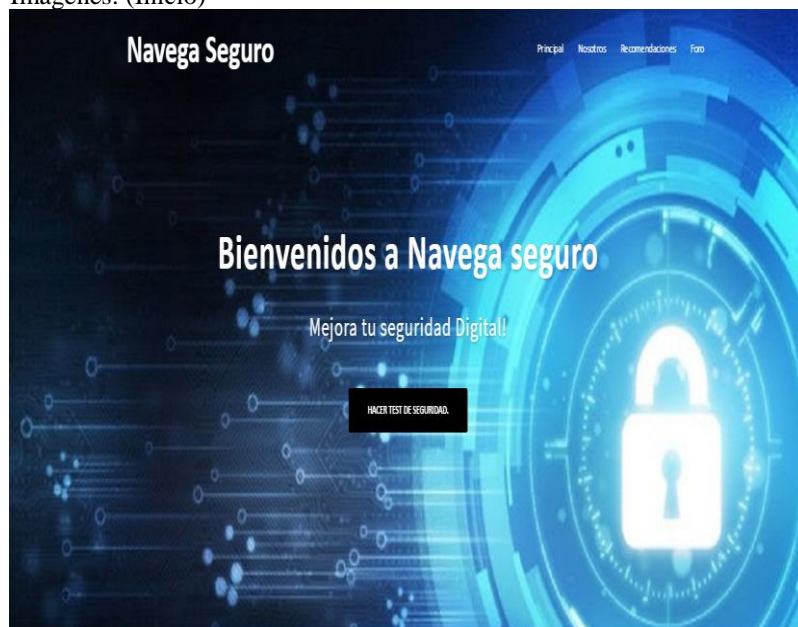 Imágenes: (Inicio)
Navega Seguro
Principal Nosotros Recomendaciones Foro
Bienvenidos a Navega seguro
Mejora tu seguridad Digital!
HACER TEST DE SEGURIDAD.